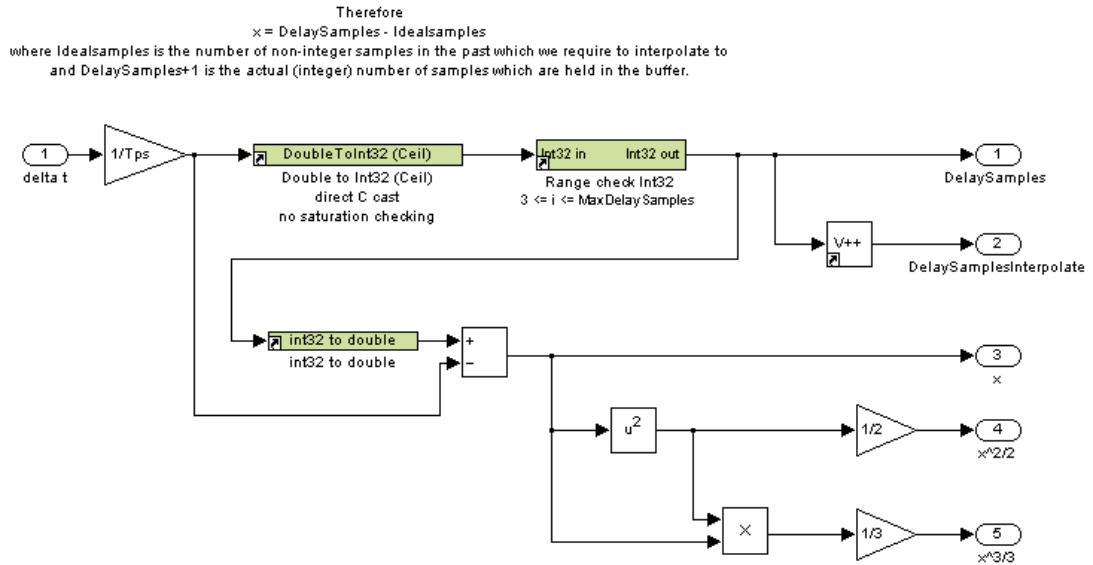 Therefore
x = DelaySamples - Idealsamples
where Idealsamples is the number of non-integer samples in the past which we require to interpolate to
and DelaySamples+1 is the actual (integer) number of samples which are held in the buffer.
1
delta t
1/Tps
DoubleToInt32 (Ceil)
Double to Int32 (Ceil)
direct C cast
no saturation checking
Int32 in Int32 out
Range check Int32
3 <= i <= MaxDelaySamples
1
DelaySamples
V++
2
DelaySamplesInterpolate
int32 to double
int32 to double
+
−
3
x
u²
1/2
4
x^2/2
×
1/3
5
x^3/3